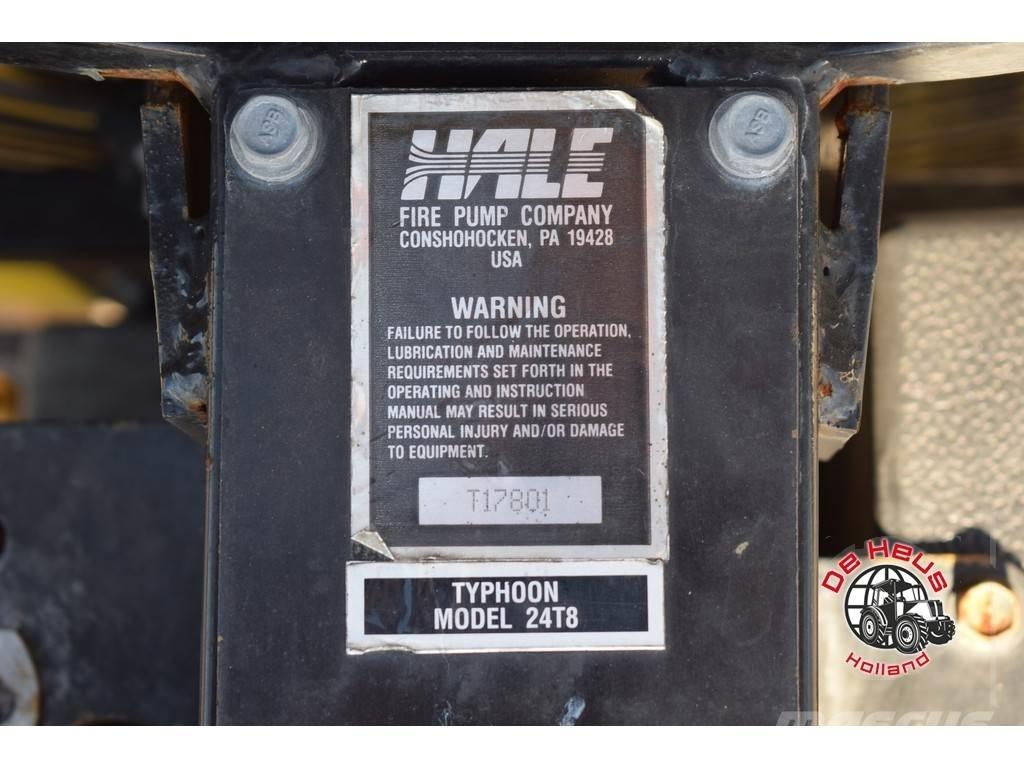 HALE
FIRE PUMP COMPANY
CONSHOHOCKEN, PA 19428
USA
WARNING
FAILURE TO FOLLOW THE OPERATION,
LUBRICATION AND MAINTENANCE
REQUIREMENTS SET FORTH IN THE
OPERATING AND INSTRUCTION
MANUAL MAY RESULT IN SERIOUS
PERSONAL INJURY AND/OR DAMAGE
TO EQUIPMENT.
T17801
TYPHOON
MODEL 24T8
De Heus
Holland
MASCUS